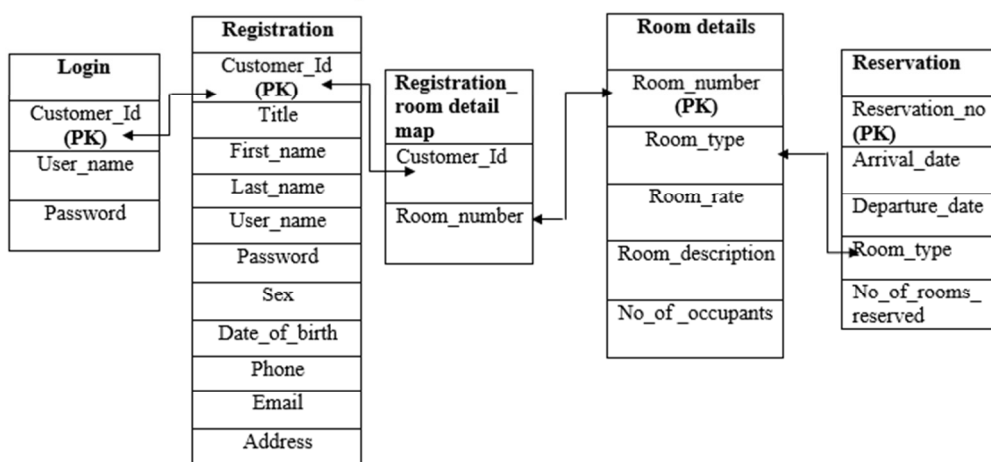 Login
Customer_Id
(PK)
User_name
Password
Registration
Customer_Id
(PK)
Title
First_name
Last_name
User_name
Password
Sex
Date_of_birth
Phone
Email
Address
Registration_
room detail
map
Customer_Id
Room_number
Room details
Room_number
(PK)
Room_type
Room_rate
Room_description
No_of _occupants
Reservation
Reservation_no
(PK)
Arrival_date
Departure_date
Room_type
No_of_rooms_
reserved